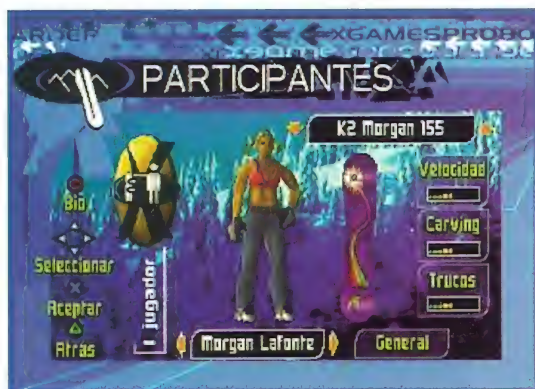 XGAMESPROBO
PARTICIPANTES
K2 Morgan 155
Velocidad
Bio
Carving
Seleccionar
Trucos
Aceptar
1 jugador
Atrás
Morgan Lafonte
General